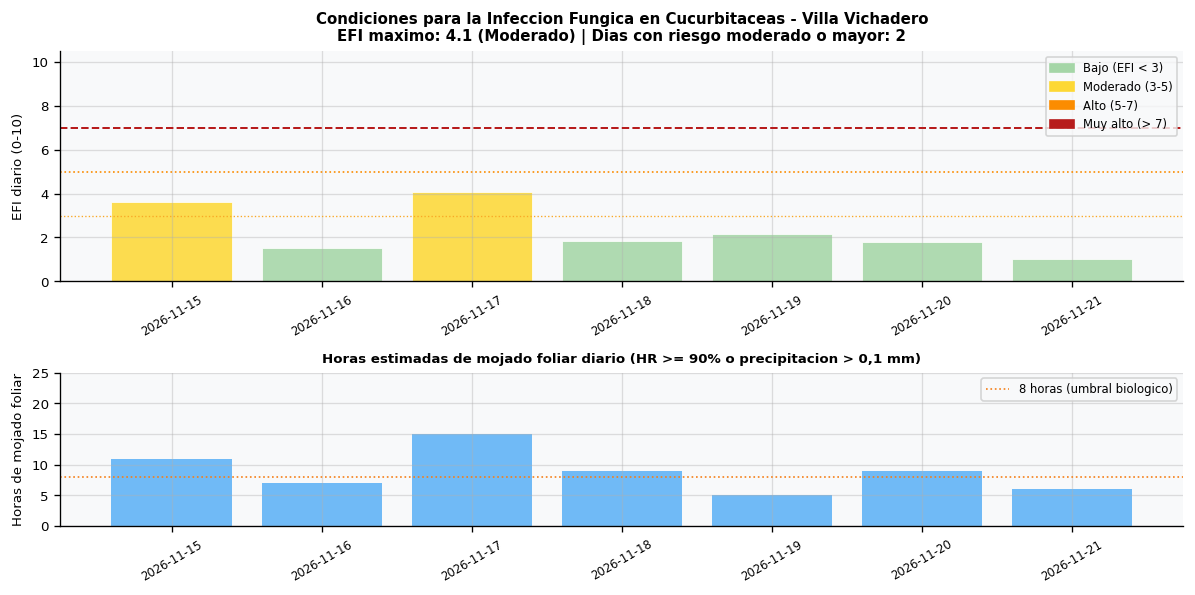 Condiciones para la Infeccion Fungica en Cucurbitaceas - Villa Vichadero
EFI maximo: 4.1 (Moderado) | Dias con riesgo moderado o mayor: 2
EFI diario (0-10)
10
8
6
4
2
0
Bajo (EFI < 3)
Moderado (3-5)
Alto (5-7)
Muy alto (> 7)
2026-11-15
2026-11-16
2026-11-17
2026-11-18
2026-11-19
2026-11-20
2026-11-21
Horas estimadas de mojado foliar diario (HR >= 90% o precipitacion > 0,1 mm)
Horas de mojado foliar
25
20
15
10
5
0
8 horas (umbral biologico)
2026-11-15
2026-11-16
2026-11-17
2026-11-18
2026-11-19
2026-11-20
2026-11-21